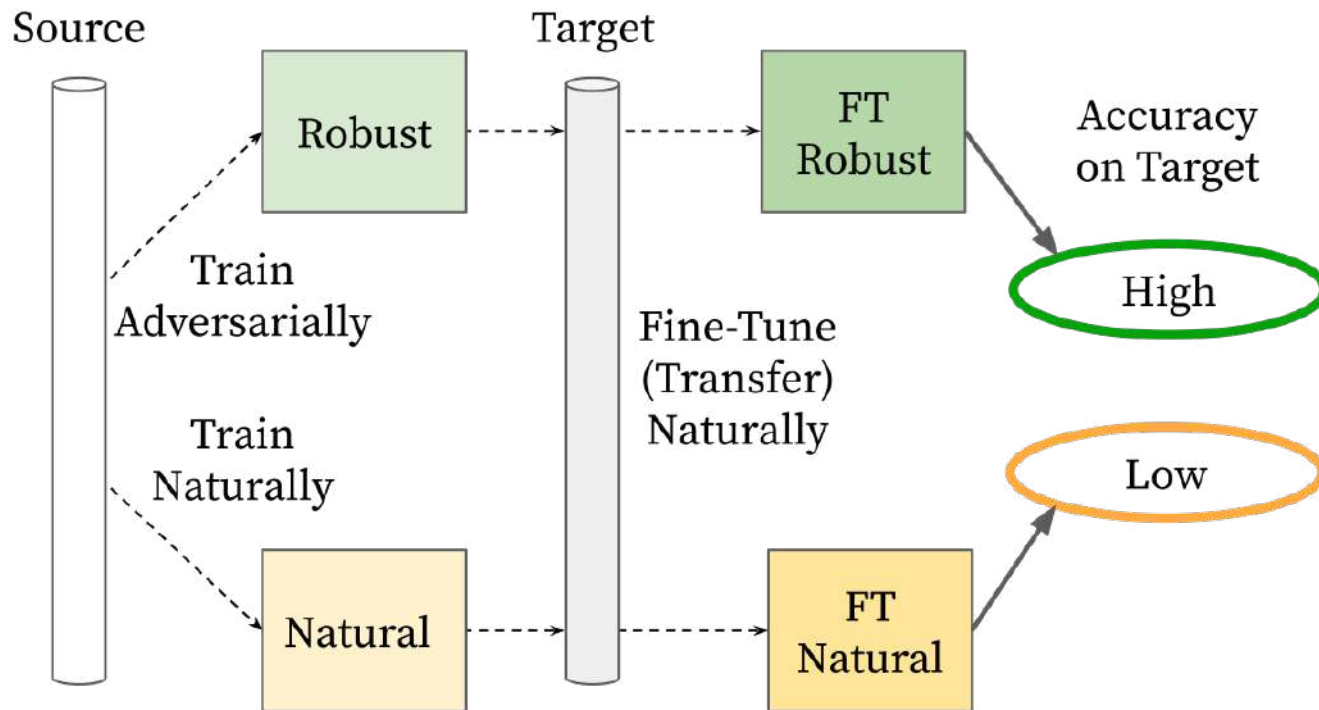 Source
Target
Robust
FT
Robust
Accuracy
on Target
High
Train
Adversarially
Fine-Tune
(Transfer)
Naturally
Train
Naturally
Low
Natural
FT
Natural